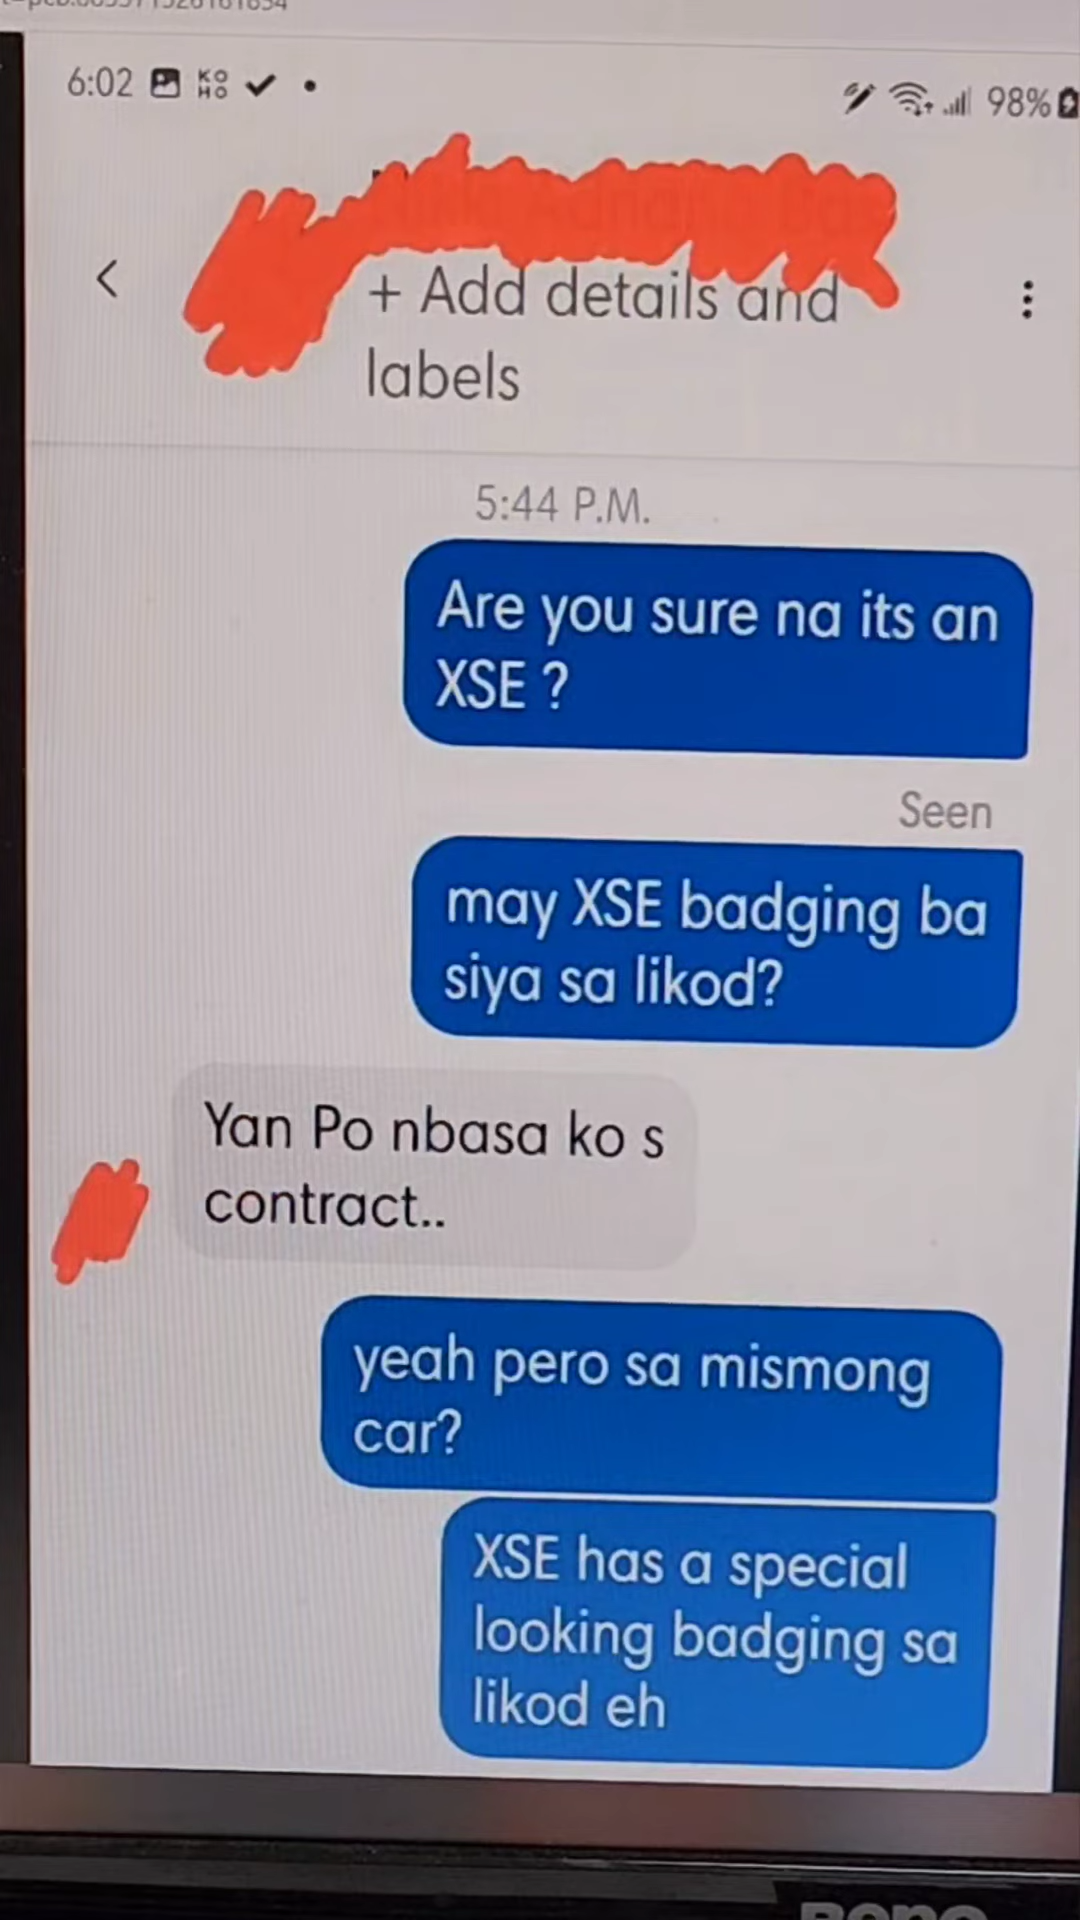 6:02
KO
HO
98%
+ Add details and
labels
5:44 P.M.
Are you sure na its an
XSE ?
Seen
may XSE badging ba
siya sa likod?
Yan Po nbasa ko s
contract..
yeah pero sa mismong
car?
XSE has a special
looking badging sa
likod eh